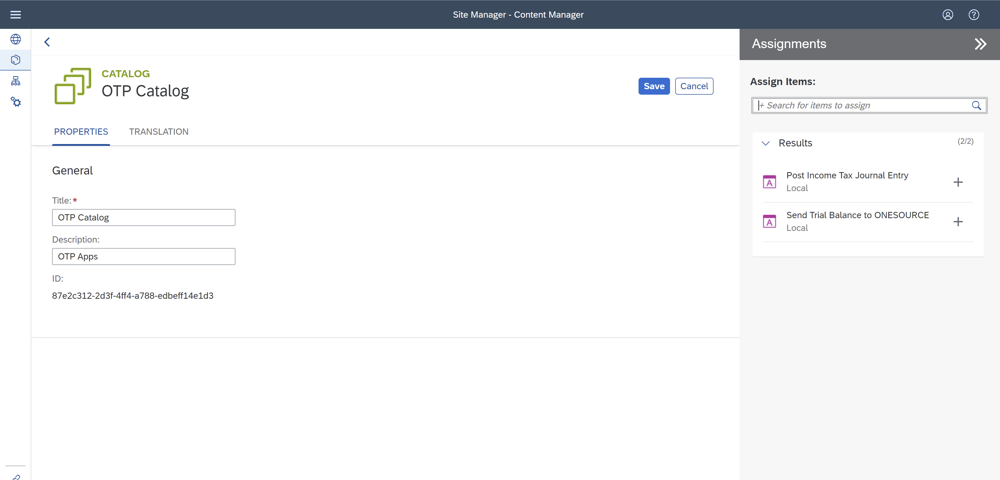 Site Manager - Content Manager
CATALOG
OTP Catalog
Save
Cancel
PROPERTIES
TRANSLATION
General
Title:*
OTP Catalog
Description:
OTP Apps
ID:
87e2c312-2d3f-4ff4-a788-edbeff14e1d3
Assignments
Assign Items:
+ Search for items to assign
Results
(2/2)
A
Post Income Tax Journal Entry
Local
A
Send Trial Balance to ONESOURCE
Local